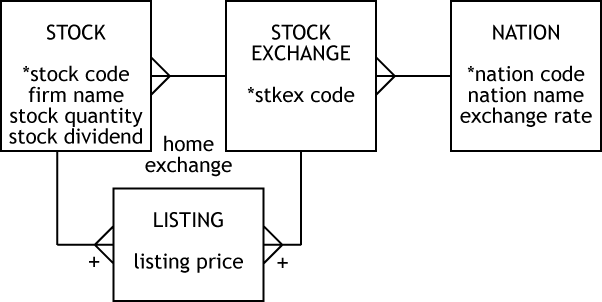 STOCK
*stock code
firm name
stock quantity
stock dividend
STOCK
EXCHANGE
*stkex code
NATION
*nation code
nation name
exchange rate
home
exchange
LISTING
listing price
+
+